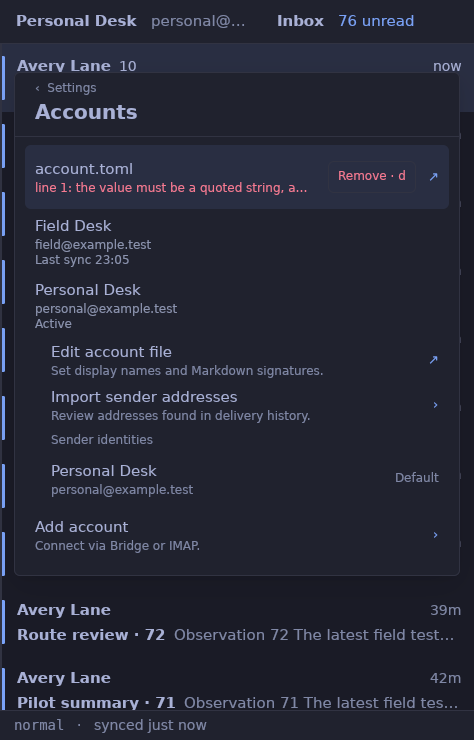 Personal Desk personal@... Inbox 76 unread
Avery Lane 10 now
‹ Settings
Accounts
account.toml
line 1: the value must be a quoted string, a...
Remove · d ↗
Field Desk
field@example.test
Last sync 23:05
Personal Desk
personal@example.test
Active
Edit account file ↗
Set display names and Markdown signatures.
Import sender addresses ›
Review addresses found in delivery history.
Sender identities
Personal Desk Default
personal@example.test
Add account ›
Connect via Bridge or IMAP.
Avery Lane 39m
Route review · 72 Observation 72 The latest field test...
Avery Lane 42m
Pilot summary · 71 Observation 71 The latest field tes...
normal · synced just now